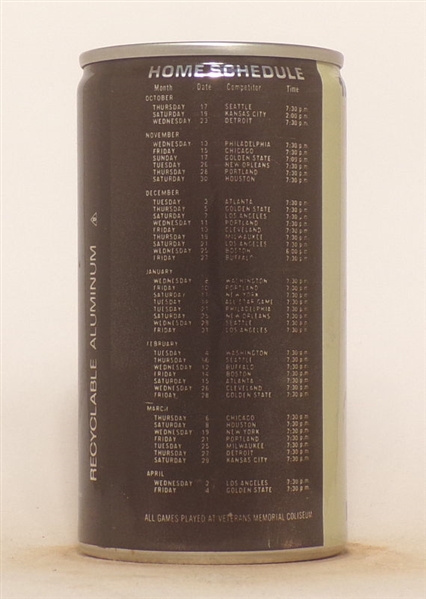 HOME SCHEDULE
Month Date Competitor Time
OCTOBER
THURSDAY 17 SEATTLE 7:30 p.m.
SATURDAY 19 KANSAS CITY 2:00 p.m.
WEDNESDAY 23 DETROIT 7:30 p.m.
NOVEMBER
WEDNESDAY 13 PHILADELPHIA 7:30 p.m.
FRIDAY 15 CHICAGO 7:30 p.m.
SUNDAY 17 GOLDEN STATE 7:00 p.m.
TUESDAY 26 NEW ORLEANS 7:30 p.m.
THURSDAY 28 PORTLAND 7:30 p.m.
SATURDAY 30 HOUSTON 7:30 p.m.
DECEMBER
TUESDAY 3 ATLANTA 7:30 p.m.
THURSDAY 5 GOLDEN STATE 7:30 p.m.
SATURDAY 7 LOS ANGELES 7:30 p.m.
WEDNESDAY 11 PORTLAND 7:30 p.m.
FRIDAY 13 CLEVELAND 7:30 p.m.
THURSDAY MILWAUKEE 7:30 p.m.
SATURDAY 21 LOS ANGELES 7:30 p.m.
WEDNESDAY 25 BOSTON
FRIDAY 27 BUFFALO 7:30 p.m.
JANUARY
WEDNESDAY WASHINGTON 7:30 p.m.
FRIDAY PORTLAND 7:30 p.m.
SATURDAY NEW YORK 7:30 p.m.
TUESDAY ALL STAR GAME
TUESDAY PHILADELPHIA 7:30 p.m.
SATURDAY 25 NEW ORLEANS 7:30 p.m.
WEDNESDAY 29 SEATTLE 7:30 p.m.
FRIDAY 31 LOS ANGELES 7:30 p.m.
FEBRUARY
TUESDAY 4 WASHINGTON 7:30 p.m.
THURSDAY SEATTLE 7:30 p.m.
WEDNESDAY 12 BUFFALO 7:30 p.m.
FRIDAY 14 BOSTON 7:30 p.m.
SATURDAY 15 ATLANTA 7:30 p.m.
WEDNESDAY 26 CLEVELAND 7:30 p.m.
FRIDAY 28 GOLDEN STATE 7:30 p.m.
MARCH
THURSDAY 6 CHICAGO 7:30 p.m.
SATURDAY 8 HOUSTON 7:30 p.m.
WEDNESDAY 19 NEW YORK 7:30 p.m.
FRIDAY 21 PORTLAND 7:30 p.m.
TUESDAY 25 MILWAUKEE 7:30 p.m.
THURSDAY 27 DETROIT 7:30 p.m.
SATURDAY 29 KANSAS CITY 7:30 p.m.
APRIL
WEDNESDAY 2 LOS ANGELES 7:30 p.m.
FRIDAY 4 GOLDEN STATE 7:30 p.m.
ALL GAMES PLAYED AT VETERANS MEMORIAL COLISEUM
RECYCLABLE ALUMINUM